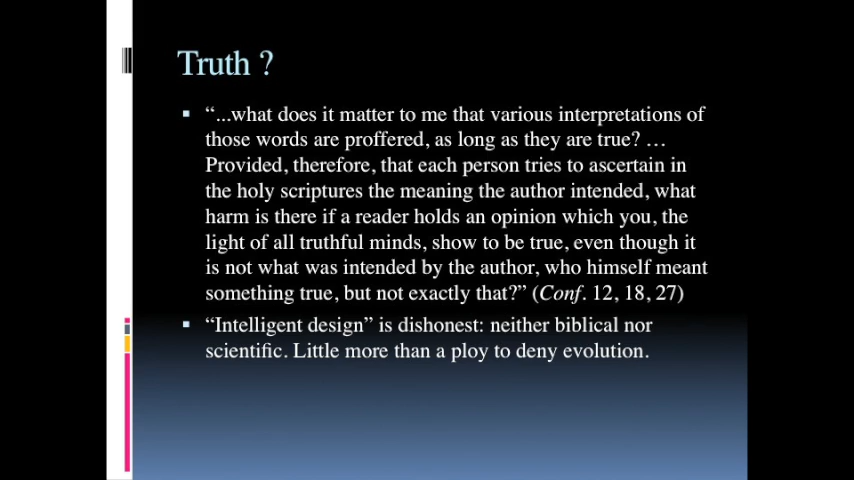 Truth ?
“...what does it matter to me that various interpretations of
those words are proffered, as long as they are true? …
Provided, therefore, that each person tries to ascertain in
the holy scriptures the meaning the author intended, what
harm is there if a reader holds an opinion which you, the
light of all truthful minds, show to be true, even though it
is not what was intended by the author, who himself meant
something true, but not exactly that?” (Conf. 12, 18, 27)
“Intelligent design” is dishonest: neither biblical nor
scientific. Little more than a ploy to deny evolution.